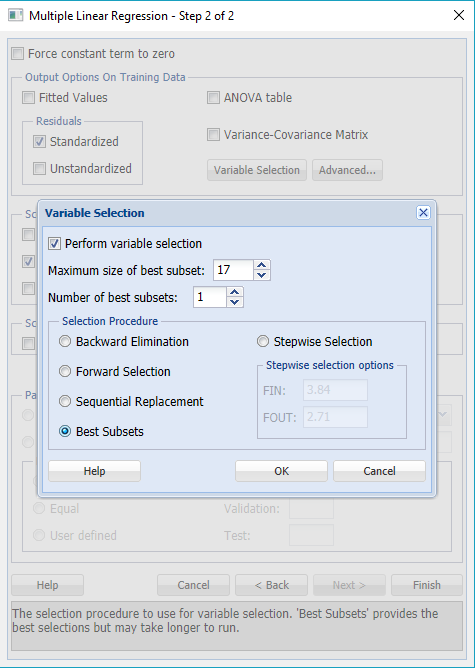 Multiple Linear Regression - Step 2 of 2
Force constant term to zero
Output Options On Training Data
Fitted Values
ANOVA table
Residuals
Standardized
Variance-Covariance Matrix
Unstandardized
Variable Selection
Advanced...
Variable Selection
Sc
Perform variable selection
Maximum size of best subset: 17
Number of best subsets: 1
Selection Procedure
Backward Elimination
Stepwise Selection
Sc
Forward Selection
Stepwise selection options
FIN: 3.84
Pa
Sequential Replacement
FOUT: 2.71
Best Subsets
Help
OK
Cancel
Equal
Validation:
User defined
Test:
Help
Cancel
< Back
Next >
Finish
The selection procedure to use for variable selection. 'Best Subsets' provides the
best selections but may take longer to run.